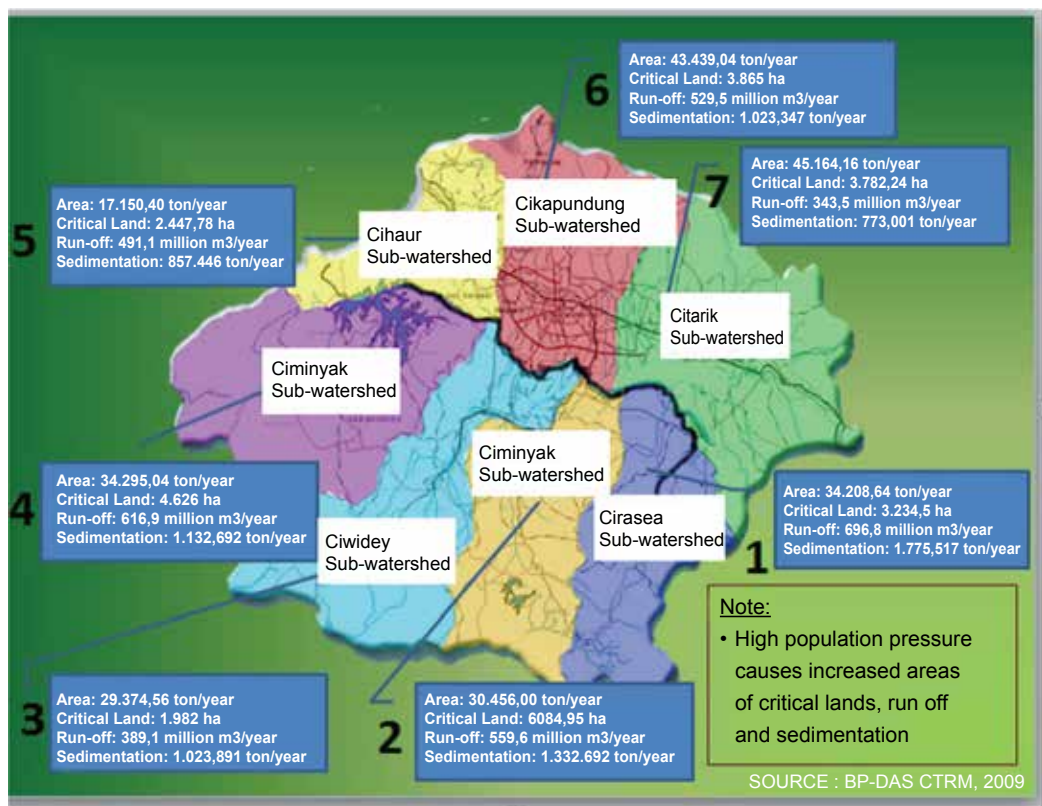 6
Area: 43.439,04 ton/year
Critical Land: 3.865 ha
Run-off: 529,5 million m3/year
Sedimentation: 1.023,347 ton/year
7
Area: 45.164,16 ton/year
Critical Land: 3.782,24 ha
Run-off: 343,5 million m3/year
Sedimentation: 773,001 ton/year
5
Area: 17.150,40 ton/year
Critical Land: 2.447,78 ha
Run-off: 491,1 million m3/year
Sedimentation: 857.446 ton/year
Cikapundung
Sub-watershed
Cihaur
Sub-watershed
Citarik
Sub-watershed
Ciminyak
Sub-watershed
Ciminyak
Sub-watershed
Cirasea
Sub-watershed
Ciwidey
Sub-watershed
4
Area: 34.295,04 ton/year
Critical Land: 4.626 ha
Run-off: 616,9 million m3/year
Sedimentation: 1.132,692 ton/year
1
Area: 34.208,64 ton/year
Critical Land: 3.234,5 ha
Run-off: 696,8 million m3/year
Sedimentation: 1.775,517 ton/year
3
Area: 29.374,56 ton/year
Critical Land: 1.982 ha
Run-off: 389,1 million m3/year
Sedimentation: 1.023,891 ton/year
2
Area: 30.456,00 ton/year
Critical Land: 6084,95 ha
Run-off: 559,6 million m3/year
Sedimentation: 1.332.692 ton/year
Note:
• High population pressure
causes increased areas
of critical lands, run off
and sedimentation
SOURCE : BP-DAS CTRM, 2009